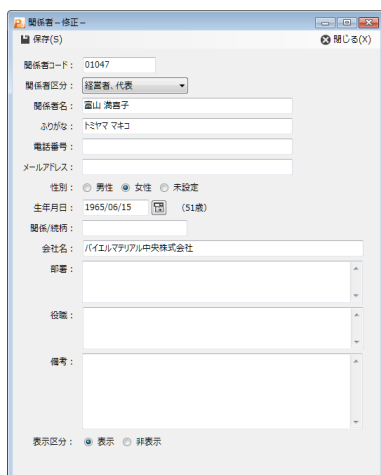 関係者－修正－
保存(S)
閉じる(X)
関係者コード： 01047
関係者区分： 経営者、代表
関係者名： 富山 満喜子
ふりがな： トミヤマ マキコ
電話番号：
メールアドレス：
性別： 男性 女性 未設定
生年月日： 1965/06/15 (51歳)
関係/続柄：
会社名： バイエルマテリアル中央株式会社
部署：
役職：
備考：
表示区分： 表示 非表示